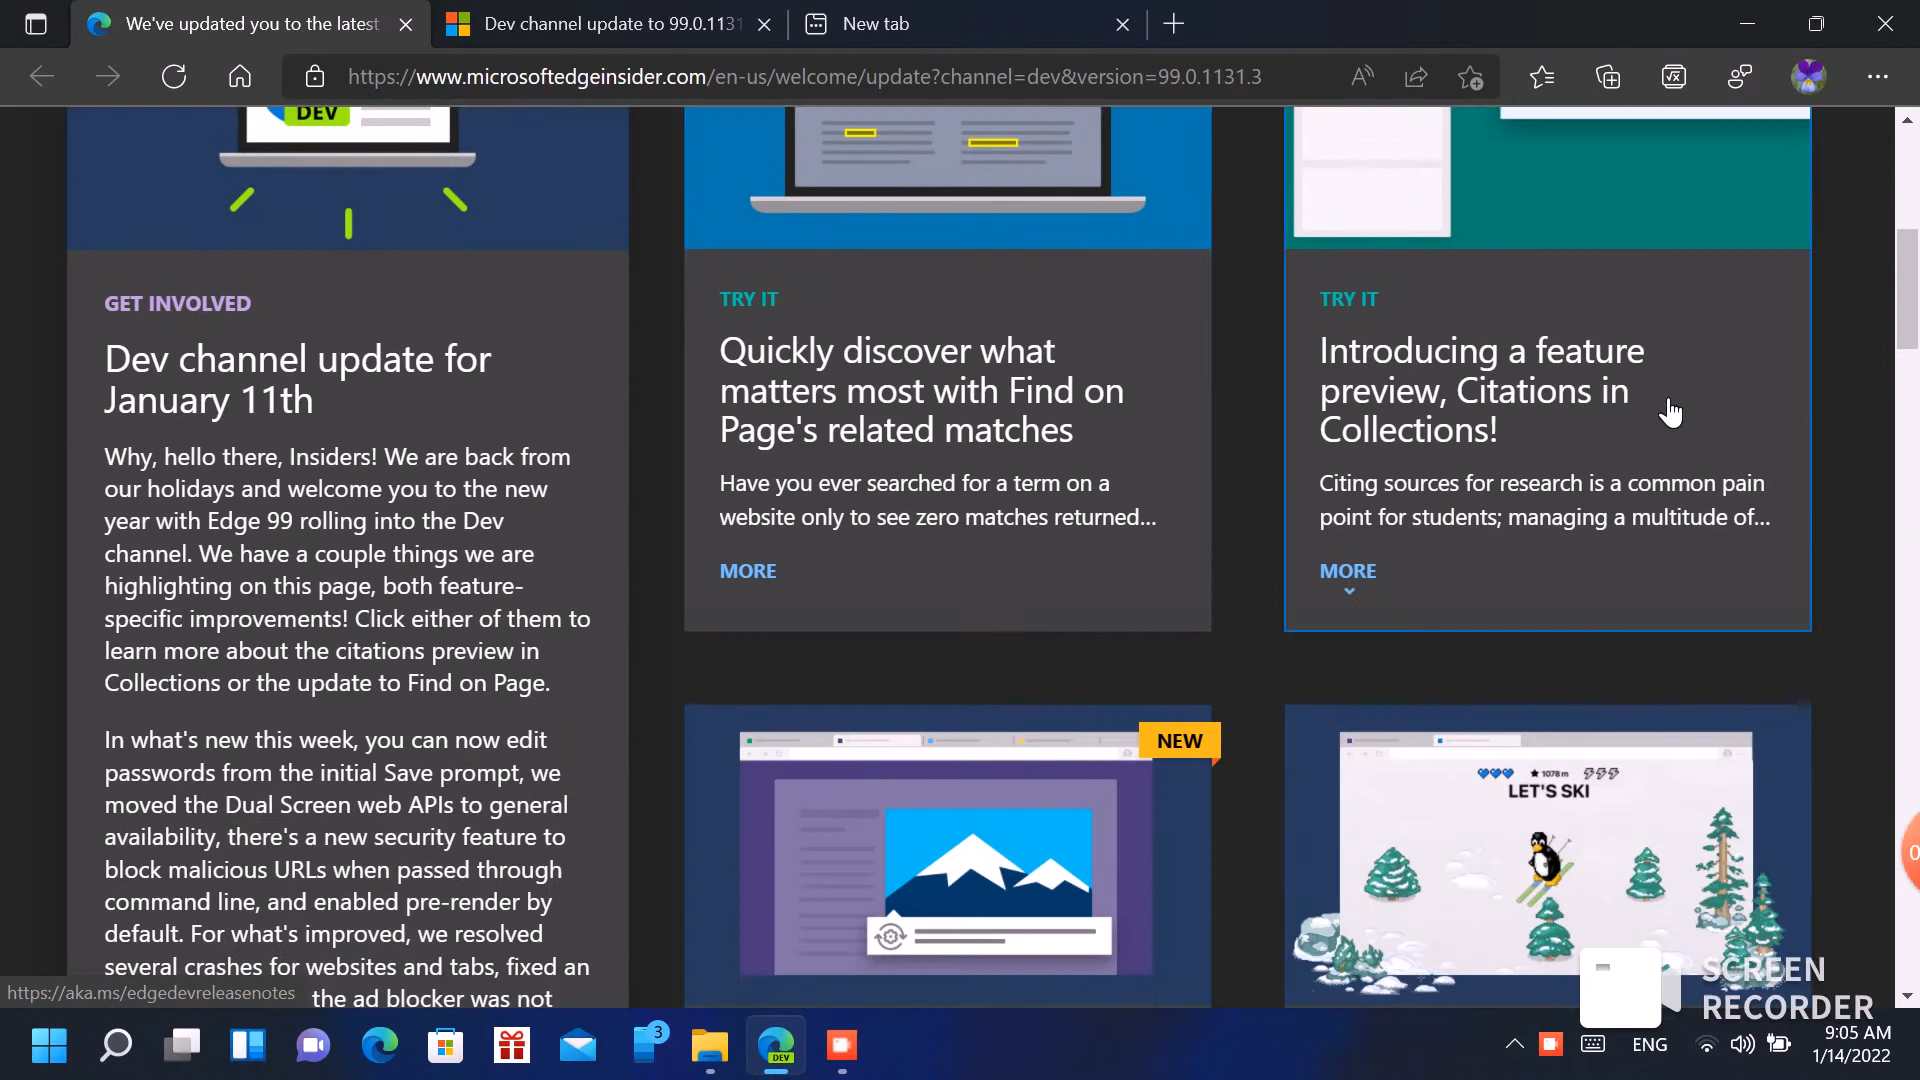 We've updated you to the latest
Dev channel update to 99.0.1131
New tab
https://www.microsoftedgeinsider.com/en-us/welcome/update?channel=dev&version=99.0.1131.3
DEV
GET INVOLVED
Dev channel update for
January 11th
Why, hello there, Insiders! We are back from
our holidays and welcome you to the new
year with Edge 99 rolling into the Dev
channel. We have a couple things we are
highlighting on this page, both feature-
specific improvements! Click either of them to
learn more about the citations preview in
Collections or the update to Find on Page.
In what's new this week, you can now edit
passwords from the initial Save prompt, we
moved the Dual Screen web APIs to general
availability, there's a new security feature to
block malicious URLs when passed through
command line, and enabled pre-render by
default. For what's improved, we resolved
several crashes for websites and tabs, fixed an
the ad blocker was not
https://aka.ms/edgedevreleasenotes
TRY IT
Quickly discover what
matters most with Find on
Page's related matches
Have you ever searched for a term on a
website only to see zero matches returned...
MORE
TRY IT
Introducing a feature
preview, Citations in
Collections!
Citing sources for research is a common pain
point for students; managing a multitude of...
MORE
NEW
1078 m
LET'S SKI
0
SCREEN
RECORDER
3
DEV
ENG
9:05 AM
1/14/2022